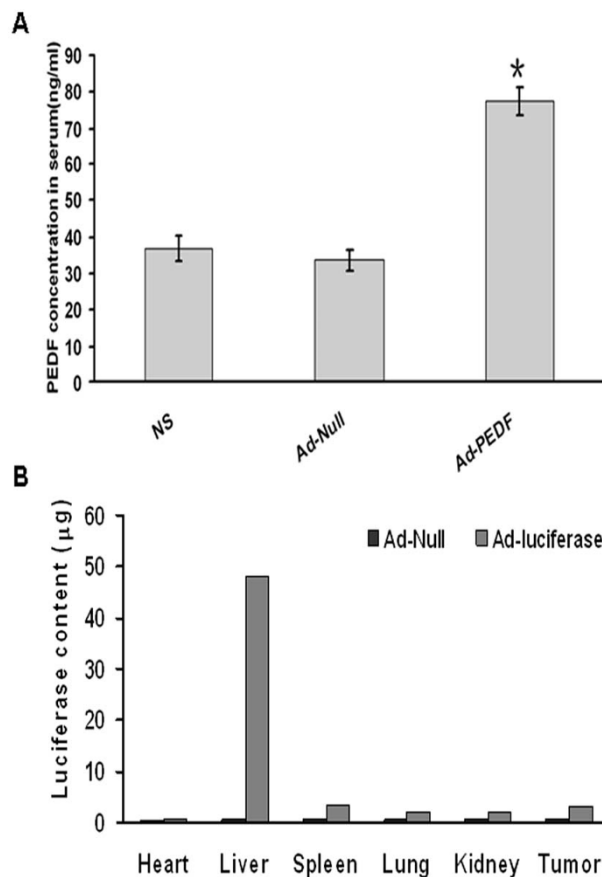 A
PEDF concentration in serum(ng/ml)
90
80
70
60
50
40
30
20
10
0
*
NS
Ad-Null
Ad-PEDF
B
Luciferase content (μg)
60
50
40
30
20
10
0
Ad-Null Ad-luciferase
Heart Liver Spleen Lung Kidney Tumor